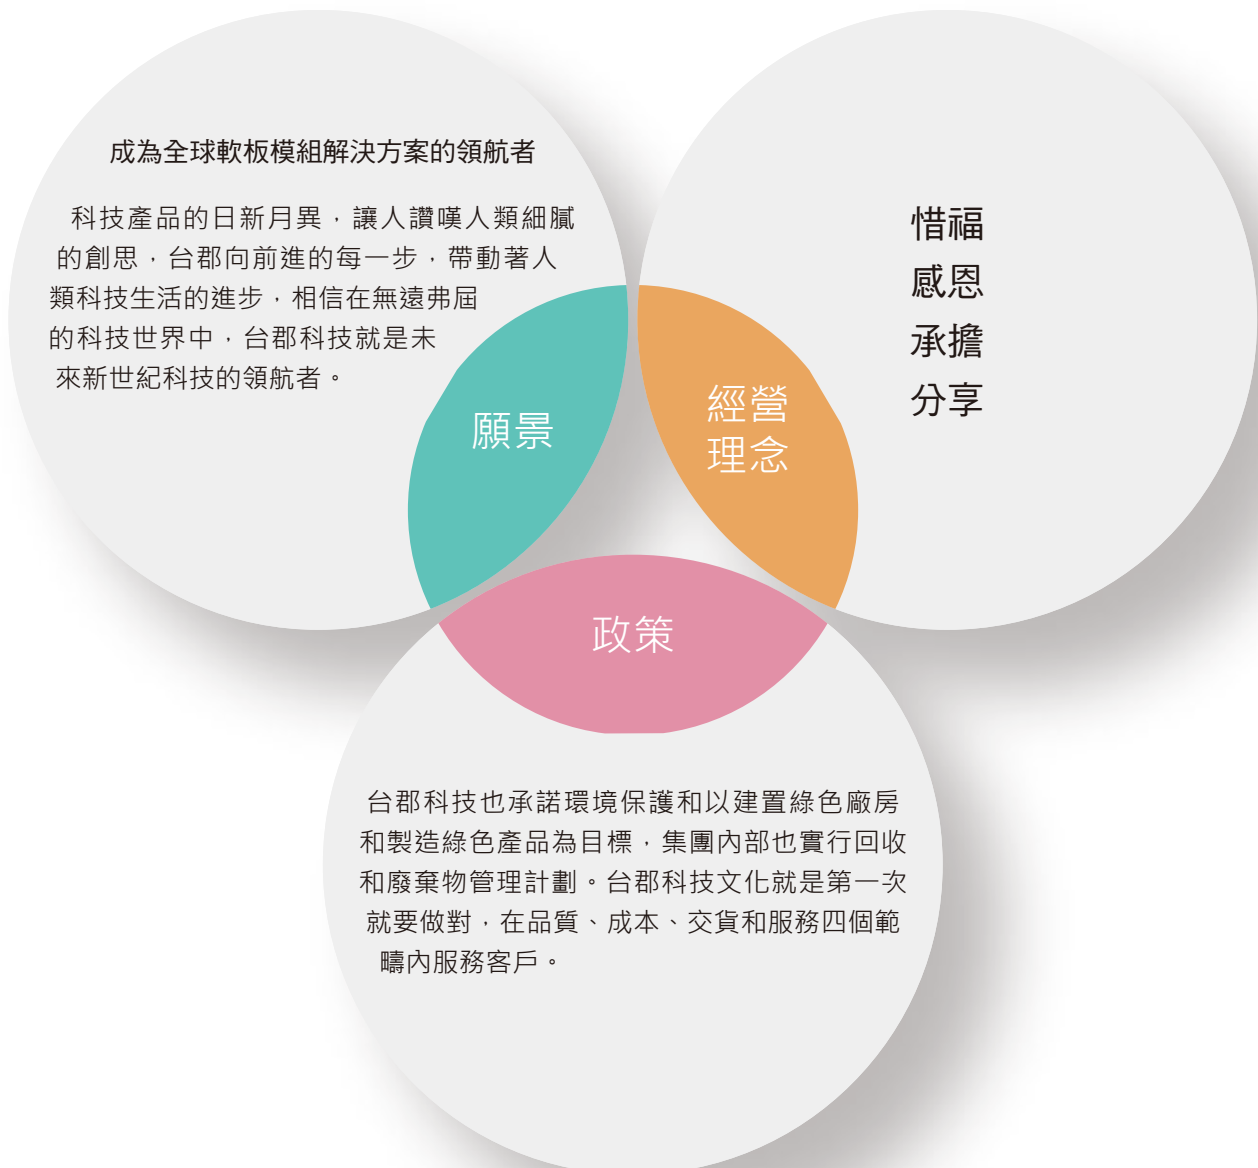 成為全球軟板模組解決方案的領航者
科技產品的日新月異，讓人讚嘆人類細膩
的創思，台郡向前進的每一步，帶動著人
類科技生活的進步，相信在無遠弗屆
的科技世界中，台郡科技就是未
來新世紀科技的領航者。
願景
惜福
感恩
承擔
分享
經營
理念
政策
台郡科技也承諾環境保護和以建置綠色廠房
和製造綠色產品為目標，集團內部也實行回收
和廢棄物管理計劃。台郡科技文化就是第一次
就要做對，在品質、成本、交貨和服務四個範
疇內服務客戶。